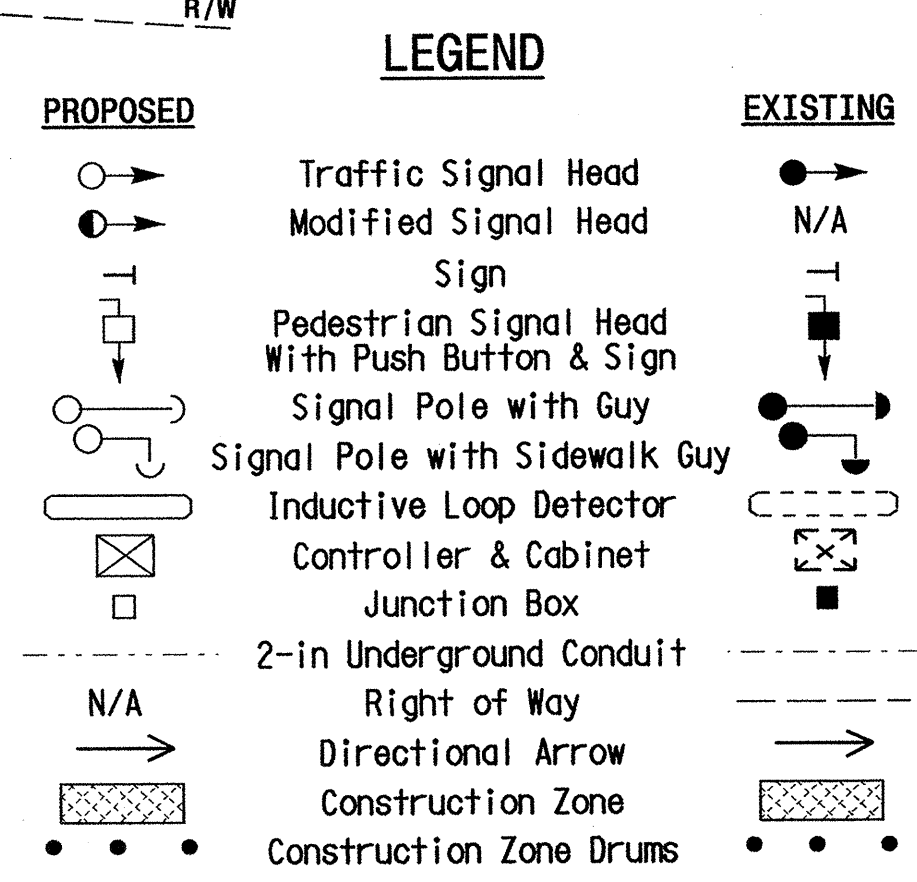 R/W
LEGEND
PROPOSED EXISTING
Traffic Signal Head
Modified Signal Head N/A
Sign
Pedestrian Signal Head
With Push Button & Sign
Signal Pole with Guy
Signal Pole with Sidewalk Guy
Inductive Loop Detector
Controller & Cabinet
Junction Box
2-in Underground Conduit
N/A Right of Way
Directional Arrow
Construction Zone
Construction Zone Drums